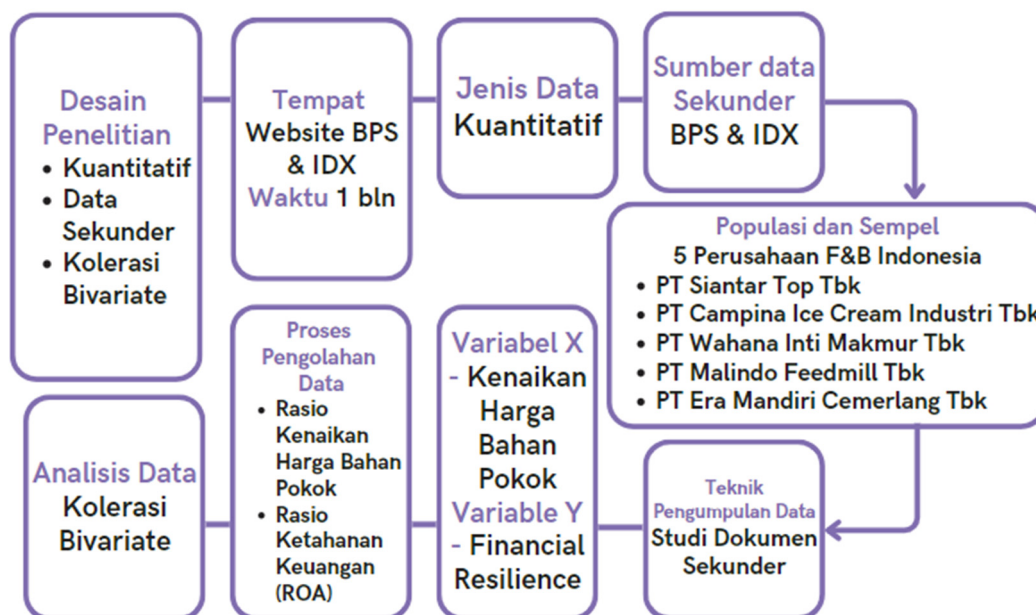 Desain
Penelitian
• Kuantitatif
• Data
Sekunder
• Kolerasi
Bivariate
Tempat
Website BPS
& IDX
Waktu 1 bln
Jenis Data
Kuantitatif
Sumber data
Sekunder
BPS & IDX
Populasi dan Sempel
5 Perusahaan F&B Indonesia
• PT Siantar Top Tbk
• PT Campina Ice Cream Industri Tbk
• PT Wahana Inti Makmur Tbk
• PT Malindo Feedmill Tbk
• PT Era Mandiri Cemerlang Tbk
Teknik
Pengumpulan Data
Studi Dokumen
Sekunder
Variabel X
- Kenaikan
Harga
Bahan
Pokok
Variable Y
- Financial
Resilience
Proses
Pengolahan
Data
• Rasio
Kenaikan
Harga Bahan
Pokok
• Rasio
Ketahanan
Keuangan
(ROA)
Analisis Data
Kolerasi
Bivariate